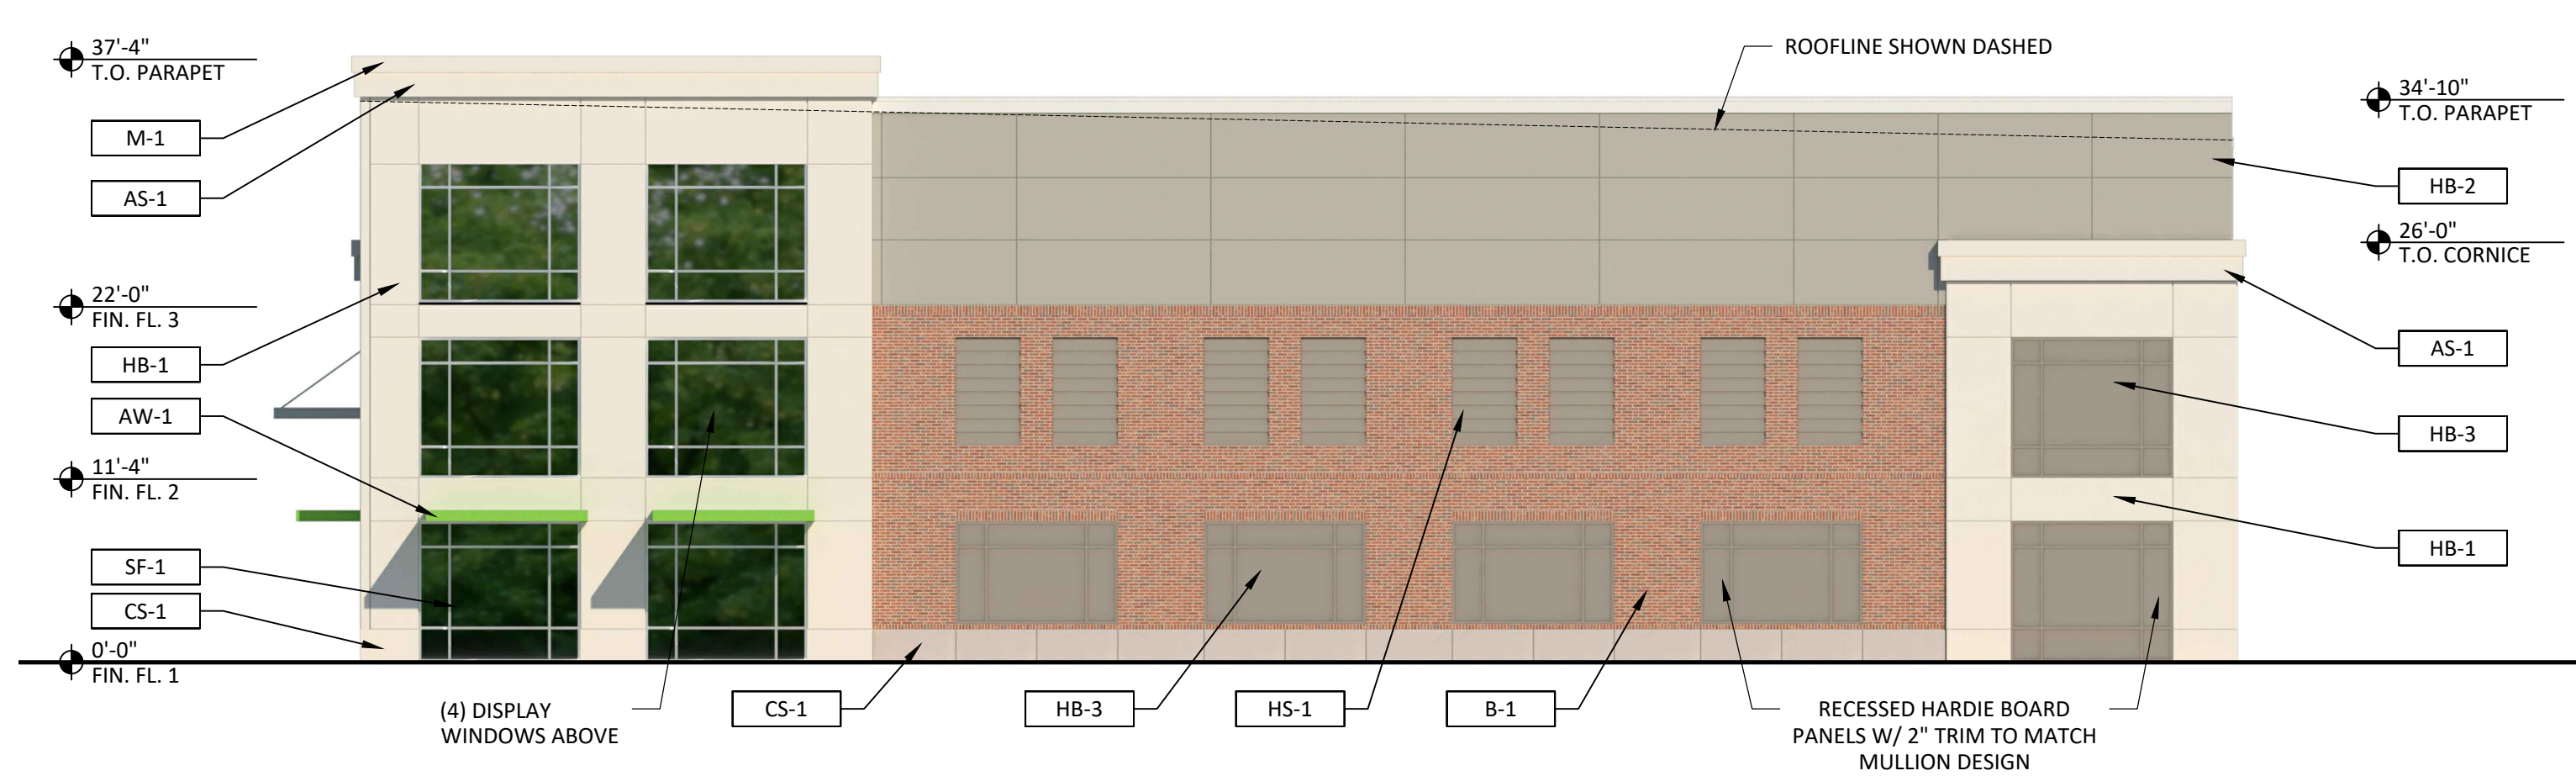 37'-4"
T.O. PARAPET
M-1
AS-1
22'-0"
FIN. FL. 3
HB-1
AW-1
11'-4"
FIN. FL. 2
SF-1
CS-1
0'-0"
FIN. FL. 1
(4) DISPLAY
WINDOWS ABOVE
CS-1
HB-3
HS-1
B-1
RECESSED HARDIE BOARD
PANELS W/ 2" TRIM TO MATCH
MULLION DESIGN
ROOFLINE SHOWN DASHED
34'-10"
T.O. PARAPET
HB-2
26'-0"
T.O. CORNICE
AS-1
HB-3
HB-1